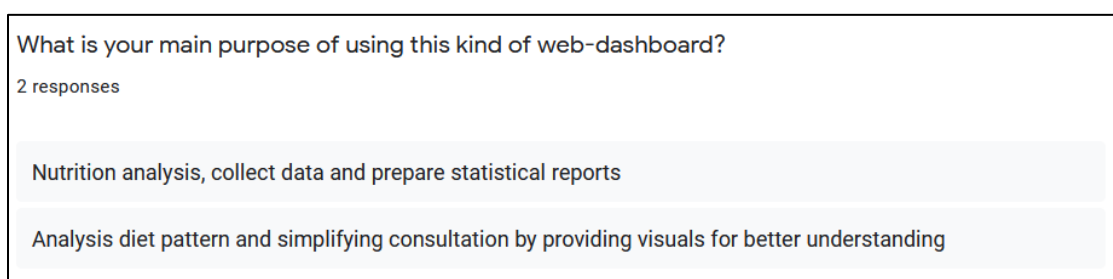 What is your main purpose of using this kind of web-dashboard?
2 responses
Nutrition analysis, collect data and prepare statistical reports
Analysis diet pattern and simplifying consultation by providing visuals for better understanding